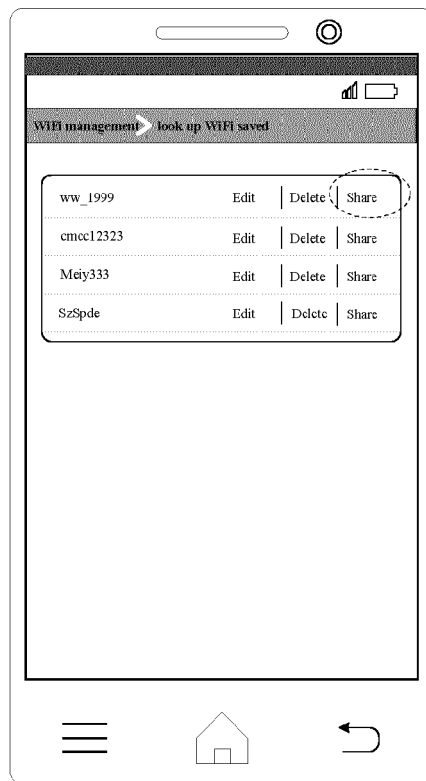 WiFi management look up WiFi saved
ww_1999 Edit Delete Share
cmcc12323 Edit Delete Share
Meiy333 Edit Delete Share
SzSpde Edit Delete Share